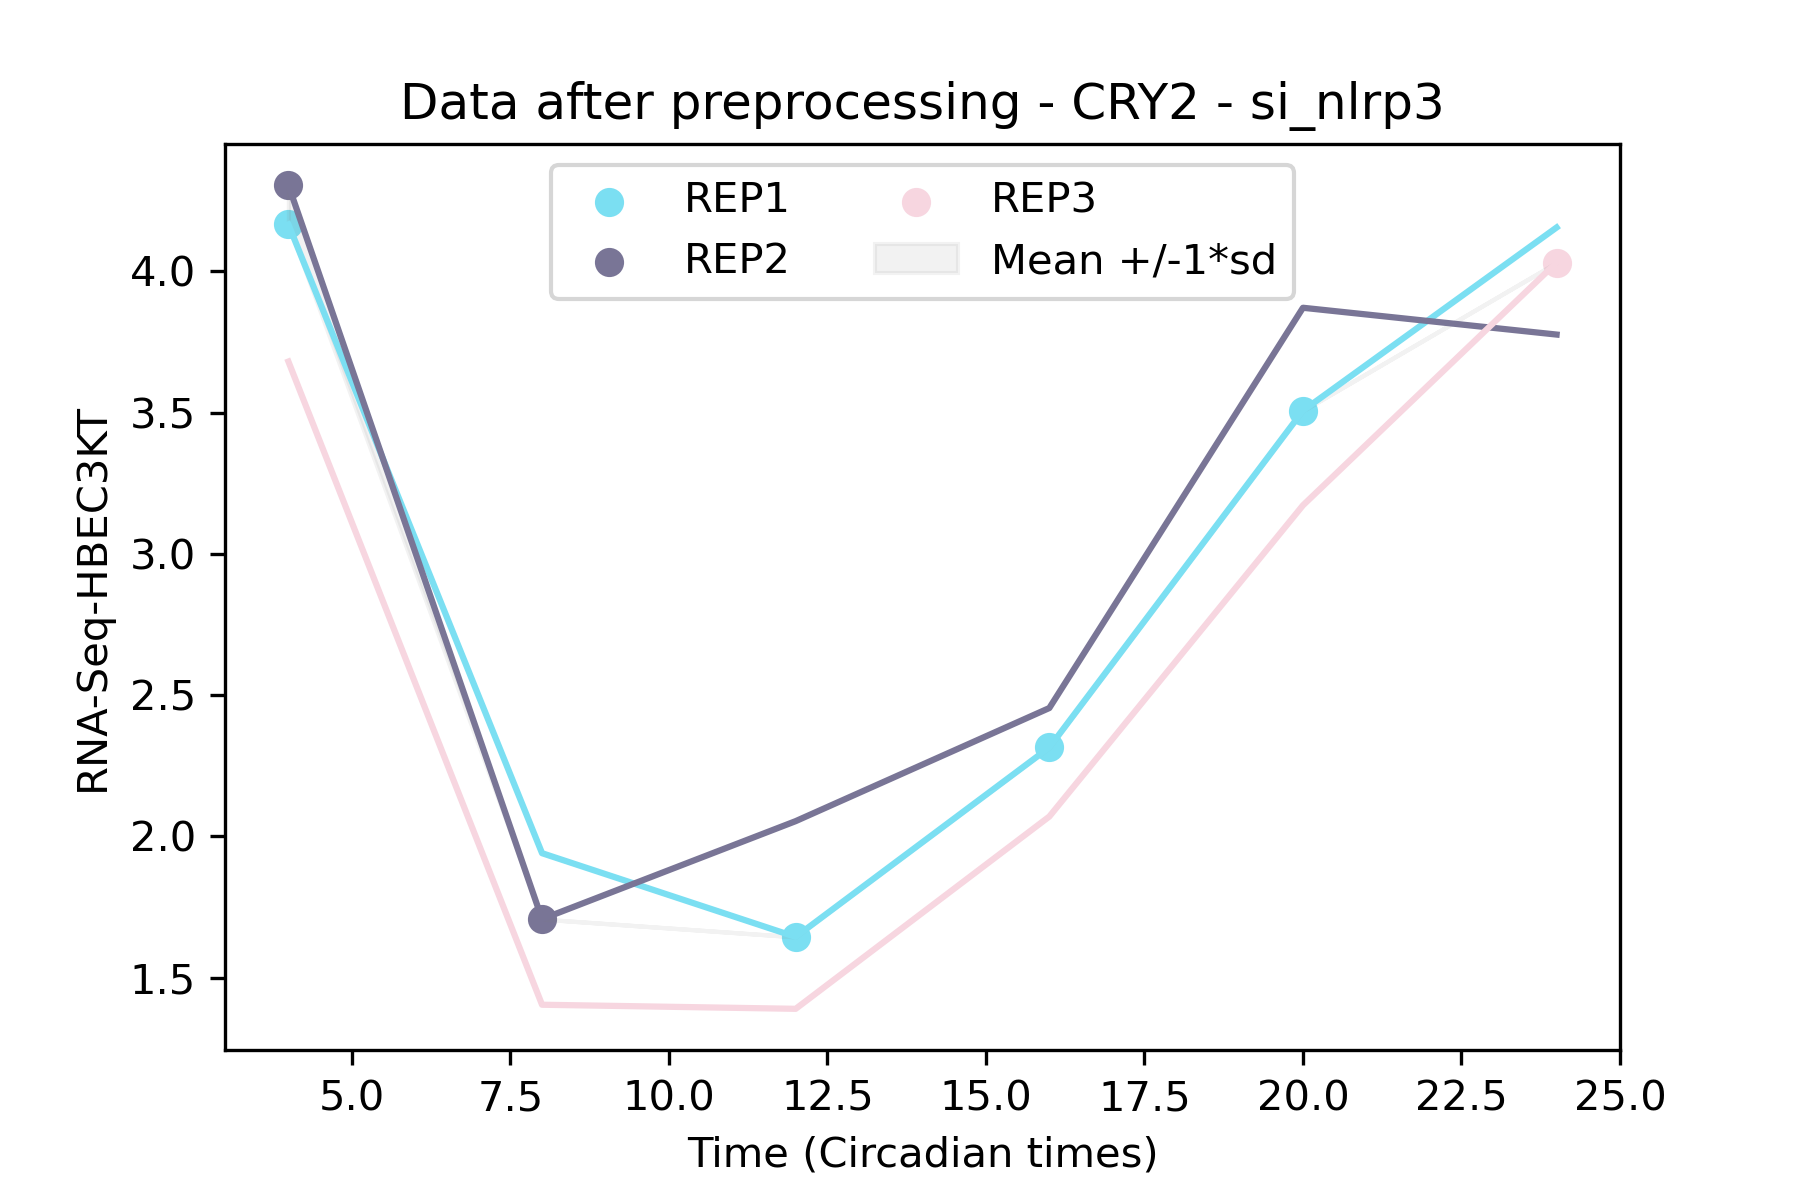 Data after preprocessing - CRY2 - si_nlrp3
REP1
REP2
REP3
Mean +/-1*sd
RNA-Seq-HBEC3KT
4.0
3.5
3.0
2.5
2.0
1.5
5.0 7.5 10.0 12.5 15.0 17.5 20.0 22.5 25.0
Time (Circadian times)